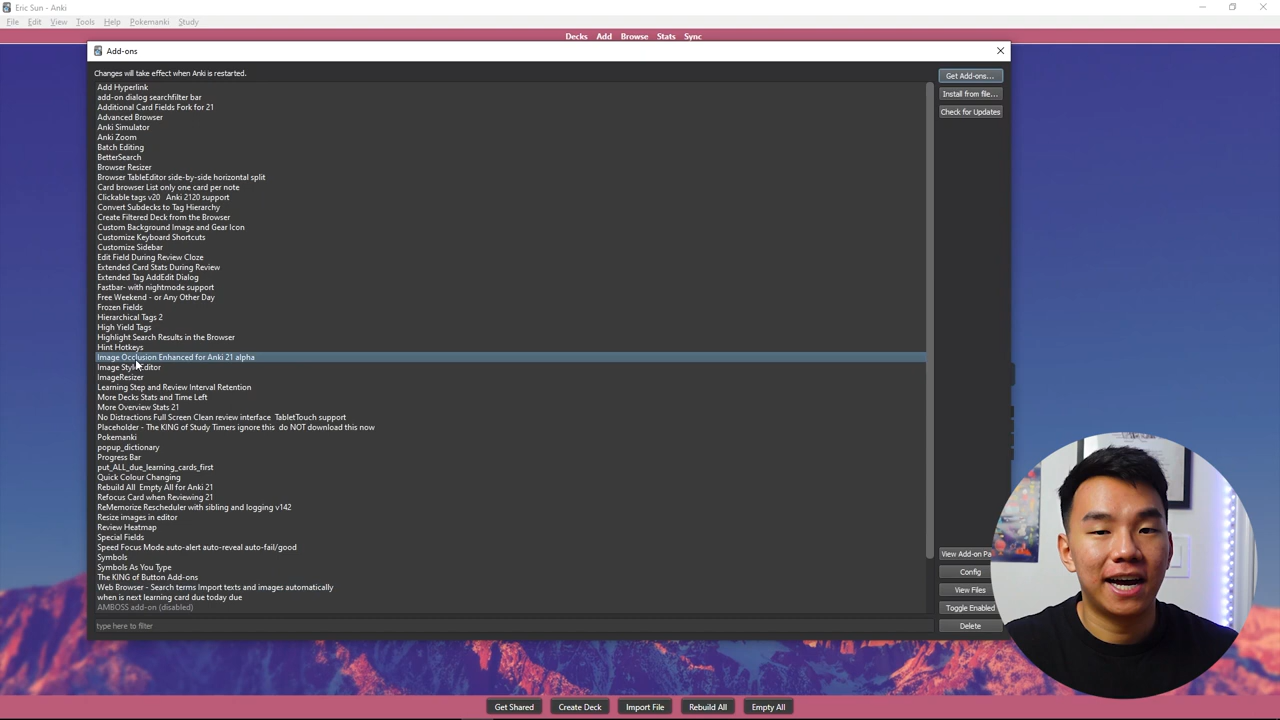 Eric Sun - Anki
File Edit View Tools Help Pokemanki Study
Decks Add Browse Stats Sync
Add-ons
Changes will take effect when Anki is restarted.
Get Add-ons...
Install from file...
Check for Updates
Add Hyperlink
add-on dialog searchfilter bar
Additional Card Fields Fork for 21
Advanced Browser
Anki Simulator
Anki Zoom
Batch Editing
BetterSearch
Browser Resizer
Browser TableEditor side-by-side horizontal split
Card browser List only one card per note
Clickable tags v20 Anki 2120 support
Convert Subdecks to Tag Hierarchy
Create Filtered Deck from the Browser
Custom Background Image and Gear Icon
Customize Keyboard Shortcuts
Customize Sidebar
Edit Field During Review Cloze
Extended Card Stats During Review
Extended Tag AddEdit Dialog
Fastbar- with nightmode support
Free Weekend - or Any Other Day
Frozen Fields
Hierarchical Tags 2
High Yield Tags
Highlight Search Results in the Browser
Hint Hotkeys
Image Occlusion Enhanced for Anki 21 alpha
Image Style Editor
ImageResizer
Learning Step and Review Interval Retention
More Decks Stats and Time Left
More Overview Stats 21
No Distractions Full Screen Clean review interface TabletTouch support
Placeholder - The KING of Study Timers ignore this do NOT download this now
Pokemanki
popup_dictionary
Progress Bar
put_ALL_due_learning_cards_first
Quick Colour Changing
Rebuild All Empty All for Anki 21
Refocus Card when Reviewing 21
ReMemorize Rescheduler with sibling and logging v142
Resize images in editor
Review Heatmap
Special Fields
Speed Focus Mode auto-alert auto-reveal auto-fail/good
Symbols
Symbols As You Type
The KING of Button Add-ons
Web Browser - Search terms Import texts and images automatically
when is next learning card due today due
AMBOSS add-on (disabled)
View Add-on Pa
Config
View Files
Toggle Enabled
Delete
type here to filter
Get Shared Create Deck Import File Rebuild All Empty All